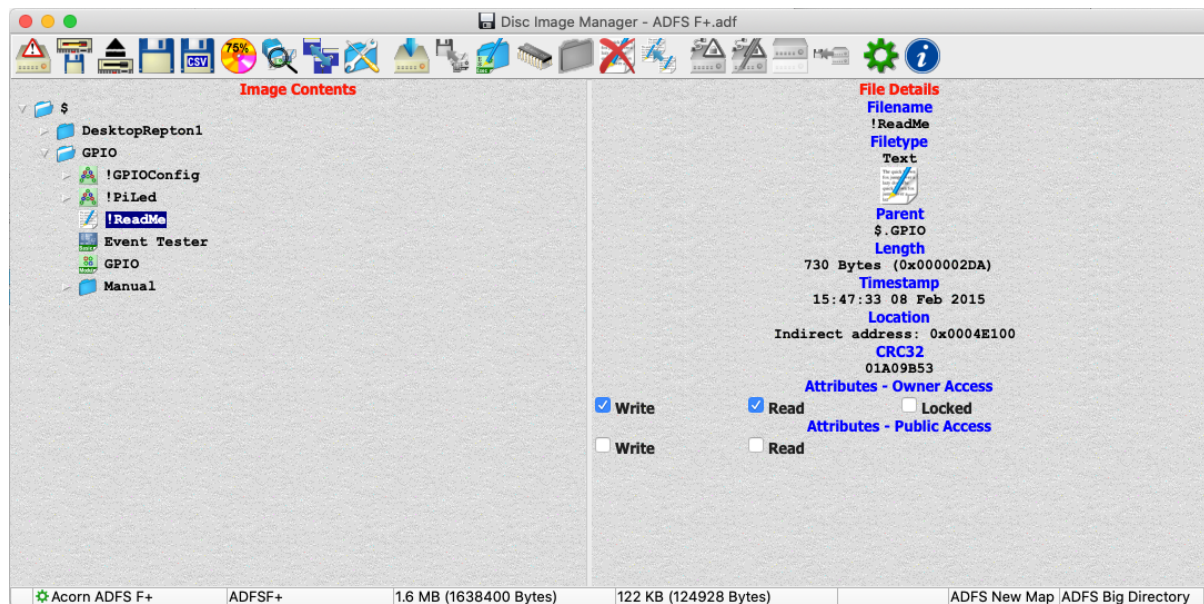 Disc Image Manager - ADFS F+.adf
CSV
75%
Image Contents
$
DesktopRepton1
GPIO
!GPIOConfig
!PiLed
!ReadMe
Event Tester
GPIO
Manual
File Details
Filename
!ReadMe
Filetype
Text
Parent
$.GPIO
Length
730 Bytes (0x000002DA)
Timestamp
15:47:33 08 Feb 2015
Location
Indirect address: 0x0004E100
CRC32
01A09B53
Attributes - Owner Access
Write Read Locked
Attributes - Public Access
Write Read
Acorn ADFS F+ ADFSF+ 1.6 MB (1638400 Bytes) 122 KB (124928 Bytes) ADFS New Map ADFS Big Directory